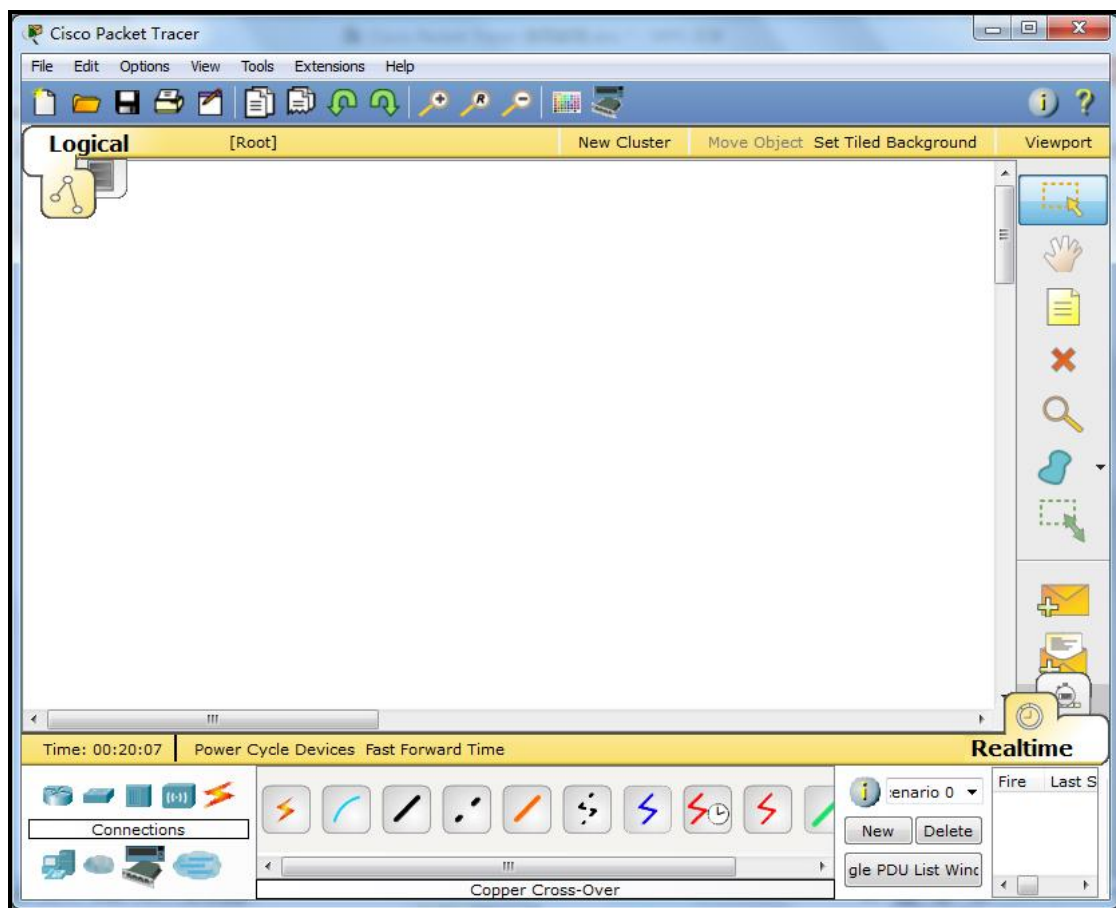 Cisco Packet Tracer
File Edit Options View Tools Extensions Help
R
i ?
Logical [Root] New Cluster Move Object Set Tiled Background Viewport
Time: 00:20:07 Power Cycle Devices Fast Forward Time Realtime
Connections
Copper Cross-Over
i enario 0
New Delete
gle PDU List Winc
Fire Last S